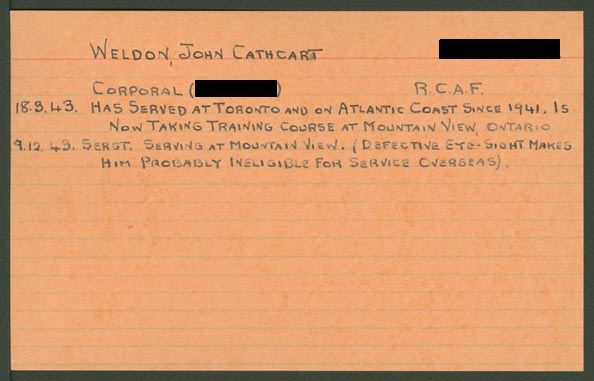 WELDON, JOHN CATHCART
CORPORAL ( ) R.C.A.F.
18.3.43. HAS SERVED AT TORONTO AND ON ATLANTIC COAST SINCE 1941. IS
NOW TAKING TRAINING COURSE AT MOUNTAIN VIEW, ONTARIO
9.12.43. SERGT. SERVING AT MOUNTAIN VIEW. (DEFECTIVE EYE-SIGHT MAKES
HIM PROBABLY INELIGIBLE FOR SERVICE OVERSEAS).